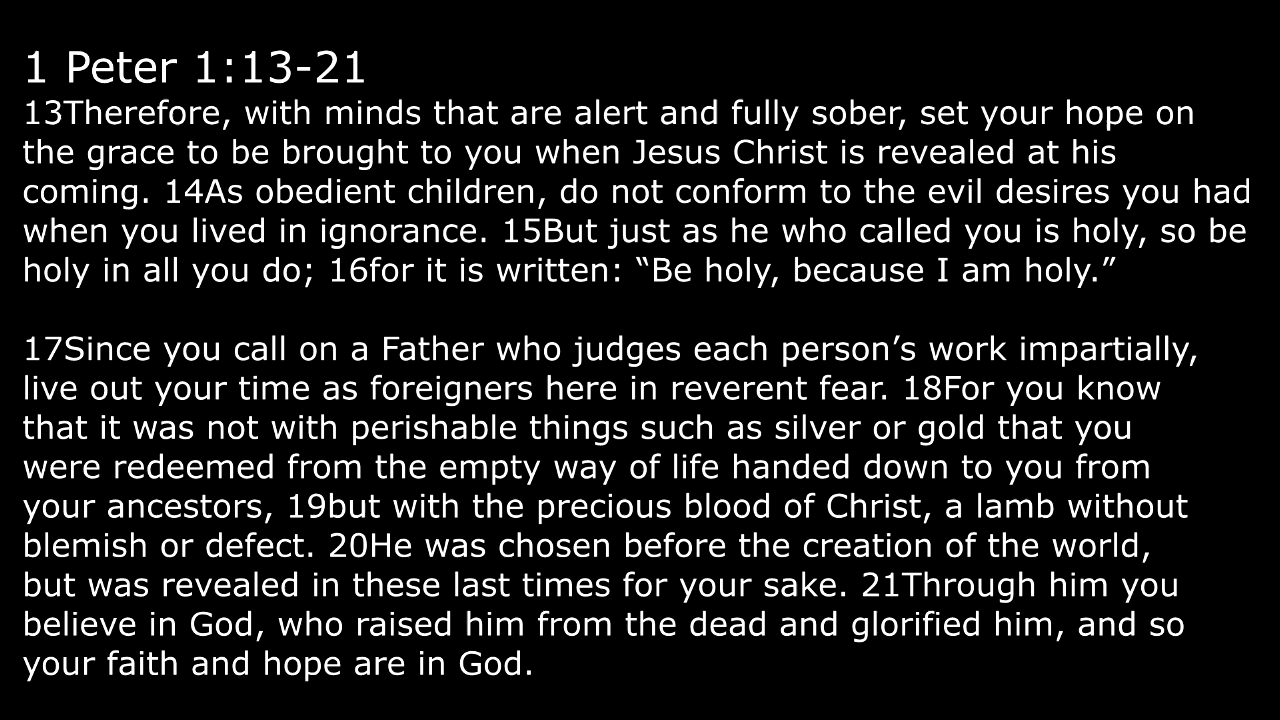 1 Peter 1:13-21
13Therefore, with minds that are alert and fully sober, set your hope on
the grace to be brought to you when Jesus Christ is revealed at his
coming. 14As obedient children, do not conform to the evil desires you had
when you lived in ignorance. 15But just as he who called you is holy, so be
holy in all you do; 16for it is written: “Be holy, because I am holy.”
17Since you call on a Father who judges each person’s work impartially,
live out your time as foreigners here in reverent fear. 18For you know
that it was not with perishable things such as silver or gold that you
were redeemed from the empty way of life handed down to you from
your ancestors, 19but with the precious blood of Christ, a lamb without
blemish or defect. 20He was chosen before the creation of the world,
but was revealed in these last times for your sake. 21Through him you
believe in God, who raised him from the dead and glorified him, and so
your faith and hope are in God.